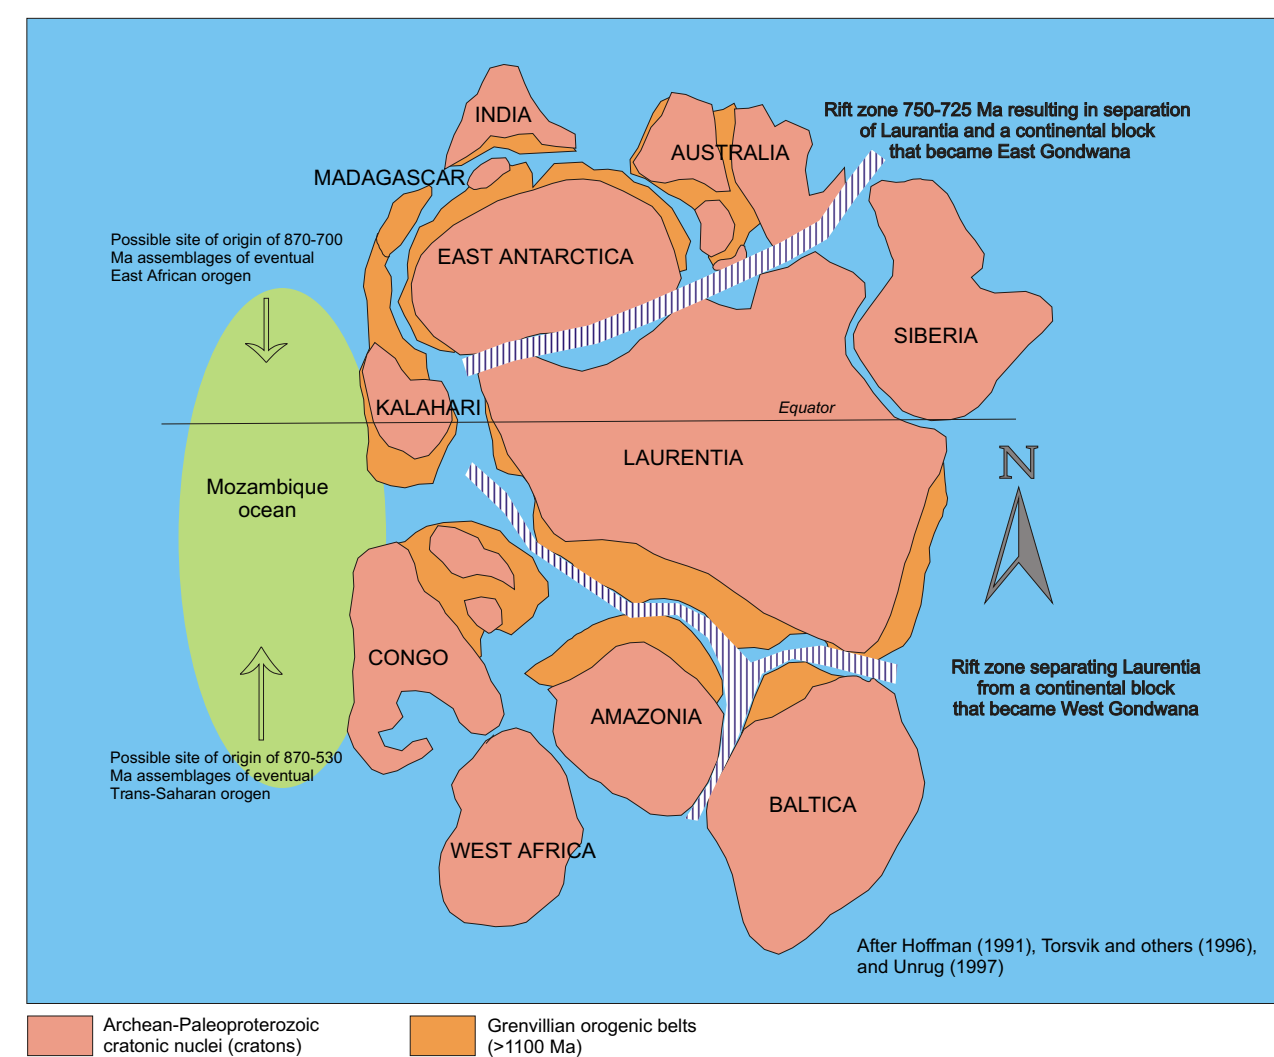 INDIA
Rift zone 750-725 Ma resulting in separation
of Laurantia and a continental block
that became East Gondwana
AUSTRALIA
MADAGASCAR
Possible site of origin of 870-700
Ma assemblages of eventual
East African orogen
EAST ANTARCTICA
SIBERIA
KALAHARI
Equator
LAURENTIA
N
Mozambique
ocean
CONGO
Rift zone separating Laurentia
from a continental block
that became West Gondwana
AMAZONIA
Possible site of origin of 870-530
Ma assemblages of eventual
Trans-Saharan orogen
BALTICA
WEST AFRICA
After Hoffman (1991), Torsvik and others (1996),
and Unrug (1997)
Archean-Paleoproterozoic
cratonic nuclei (cratons)
Grenvillian orogenic belts
(>1100 Ma)